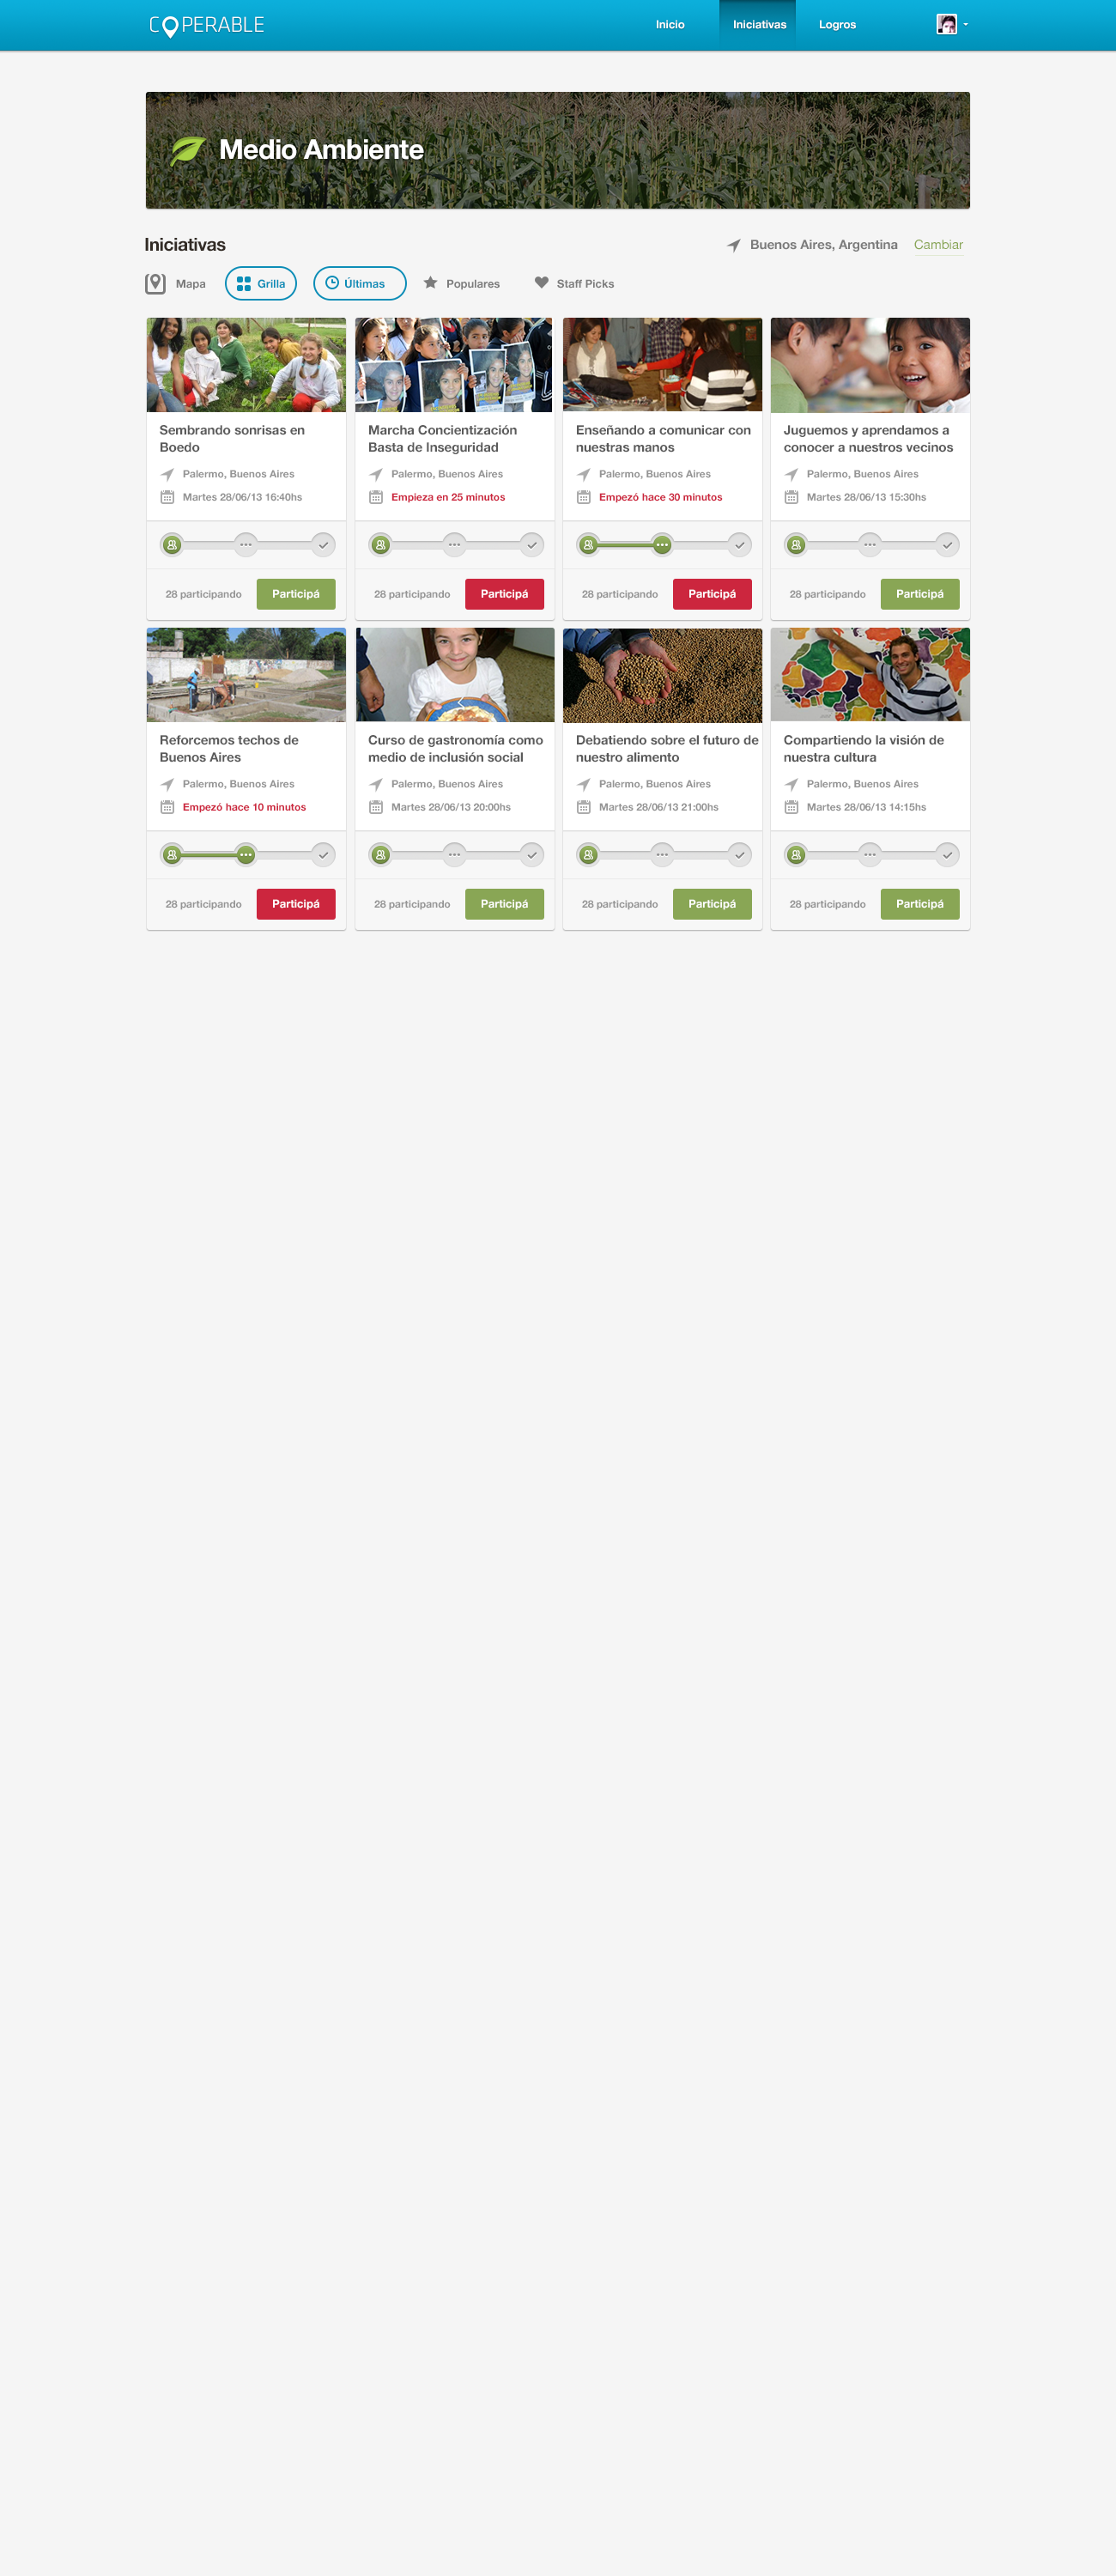 COPERABLE
Inicio
Iniciativas
Logros
Medio Ambiente
Iniciativas
Buenos Aires, Argentina
Cambiar
Mapa
Grilla
Últimas
Populares
Staff Picks
Sembrando sonrisas en
Boedo
Palermo, Buenos Aires
Martes 28/06/13 16:40hs
28 participando
Participá
Marcha Concientización
Basta de Inseguridad
Palermo, Buenos Aires
Empieza en 25 minutos
28 participando
Participá
Enseñando a comunicar con
nuestras manos
Palermo, Buenos Aires
Empezó hace 30 minutos
28 participando
Participá
Juguemos y aprendamos a
conocer a nuestros vecinos
Palermo, Buenos Aires
Martes 28/06/13 15:30hs
28 participando
Participá
Reforcemos techos de
Buenos Aires
Palermo, Buenos Aires
Empezó hace 10 minutos
28 participando
Participá
Curso de gastronomía como
medio de inclusión social
Palermo, Buenos Aires
Martes 28/06/13 20:00hs
28 participando
Participá
Debatiendo sobre el futuro de
nuestro alimento
Palermo, Buenos Aires
Martes 28/06/13 21:00hs
28 participando
Participá
Compartiendo la visión de
nuestra cultura
Palermo, Buenos Aires
Martes 28/06/13 14:15hs
28 participando
Participá